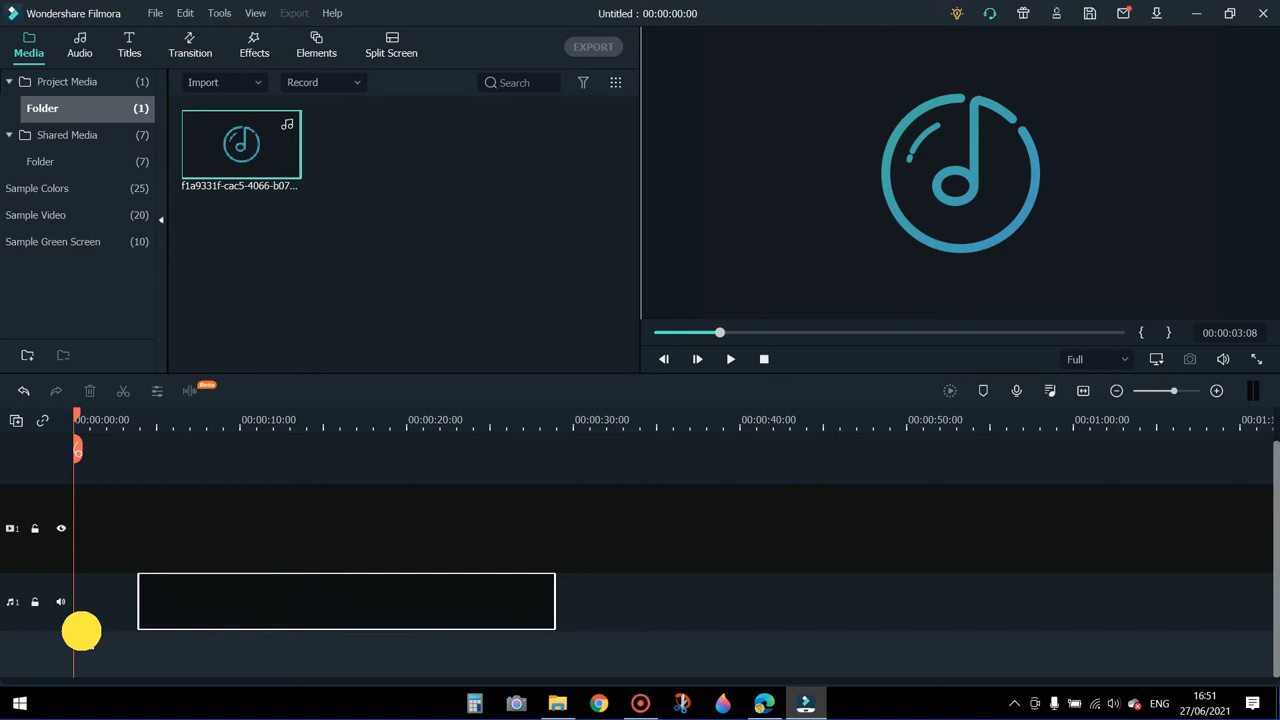 Wondershare Filmora File Edit Tools View Export Help Untitled : 00:00:00:00
Media Audio Titles Transition Effects Elements Split Screen EXPORT
Project Media (1) Import Record Search
Folder (1)
Shared Media (7)
Folder (7)
f1a9331f-cac5-4066-b07...
Sample Colors (25)
Sample Video (20)
Sample Green Screen (10)
{ } 00:00:03:08
Full
Beta
00:00:00:00 00:00:10:00 00:00:20:00 00:00:30:00 00:00:40:00 00:00:50:00 00:01:00:00 00:01:1
1
1
16:51
ENG
27/06/2021